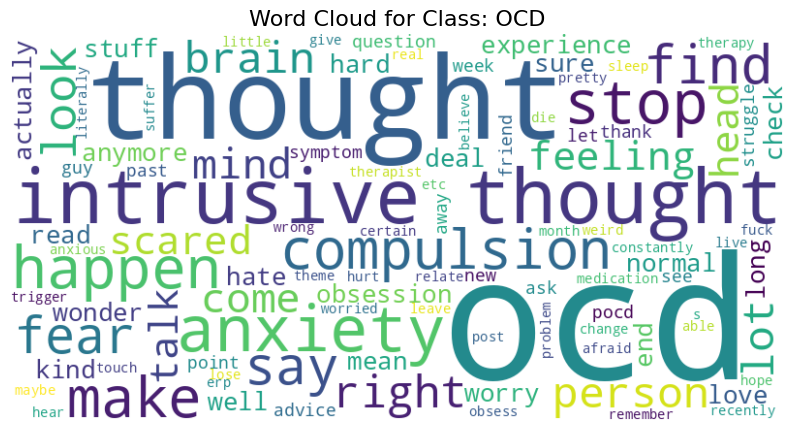 Word Cloud for Class: OCD
actually look stuff brain little give question real experience therapy
literally suffer thought hard week sure pretty sleep find
stop head struggle check
anymore mind symptom deal believe friend die let thank feeling
guy past therapist etc
intrusive thought
read scared wrong certain away month weird fuck
anxious compulsion constantly live
happen hate theme hurt relate new normal medication see long
trigger wonder talk come obsession worried leave ask pocd s
fear anxiety ocd problem change able end lot
kind touch point say mean post afraid
maybe lose erp right worry person hope love
make well advice obsess remember recently
hear